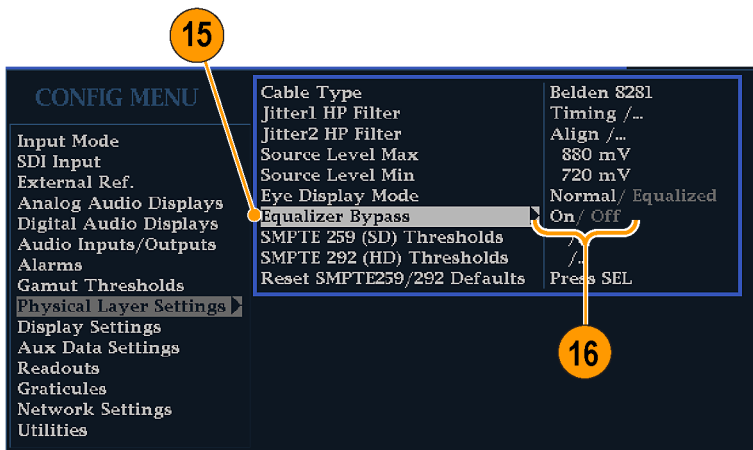 15
CONFIG MENU
Input Mode
SDI Input
External Ref.
Analog Audio Displays
Digital Audio Displays
Audio Inputs/Outputs
Alarms
Gamut Thresholds
Physical Layer Settings
Display Settings
Aux Data Settings
Readouts
Graticules
Network Settings
Utilities
Cable Type Belden 8281
Jitter1 HP Filter Timing /...
Jitter2 HP Filter Align /...
Source Level Max 880 mV
Source Level Min 720 mV
Eye Display Mode Normal/ Equalized
Equalizer Bypass On/ Off
SMPTE 259 (SD) Thresholds /...
SMPTE 292 (HD) Thresholds /...
Reset SMPTE259/292 Defaults Press SEL
16